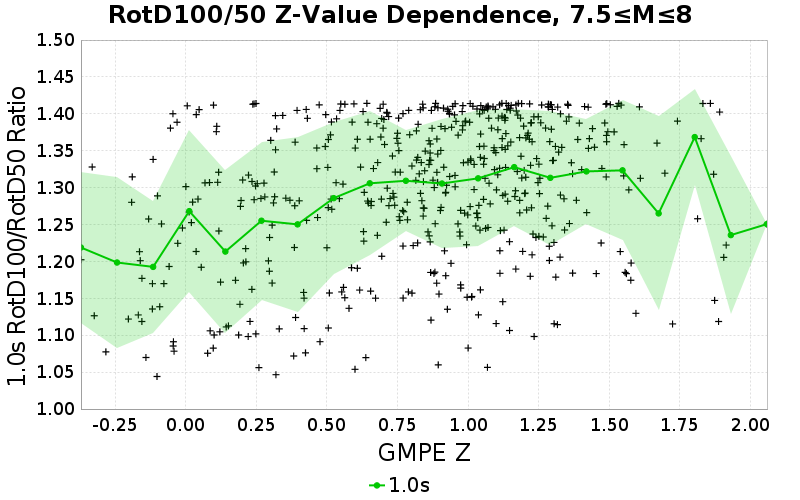 RotD100/50 Z-Value Dependence, 7.5≤M≤8
1.0s RotD100/RotD50 Ratio
1.50
1.45
1.40
1.35
1.30
1.25
1.20
1.15
1.10
1.05
1.00
-0.25 0.00 0.25 0.50 0.75 1.00 1.25 1.50 1.75 2.00
GMPE Z
1.0s